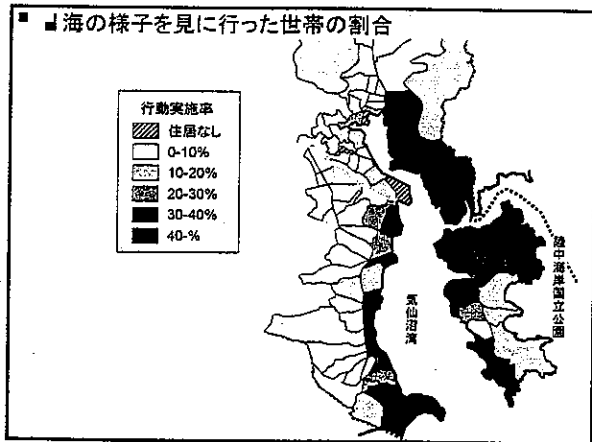 海の様子を見に行った世帯の割合
行動実施率
住居なし
0-10%
10-20%
20-30%
30-40%
40-%
気仙沼湾
陸中海岸国立公園